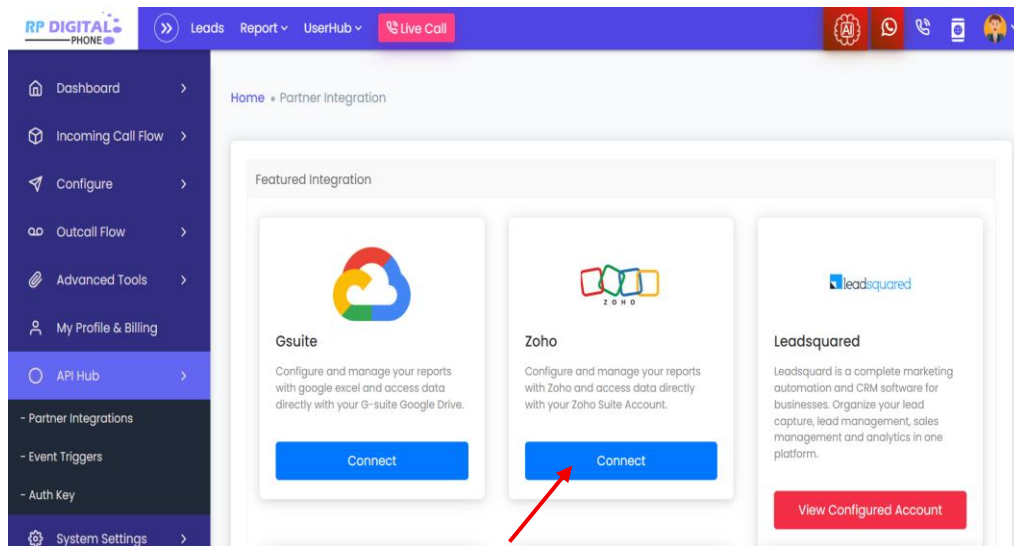 RP DIGITAL
PHONE
Leads Report UserHub Live Call
AI
Dashboard
Incoming Call Flow
Configure
Outcall Flow
Advanced Tools
My Profile & Billing
API Hub
- Partner Integrations
- Event Triggers
- Auth Key
System Settings
Home • Partner Integration
Featured Integration
Gsuite
Configure and manage your reports
with google excel and access data
directly with your G-suite Google Drive.
Connect
ZOHO
Zoho
Configure and manage your reports
with Zoho and access data directly
with your Zoho Suite Account.
Connect
leadsquared
Leadsquared
Leadsquard is a complete marketing
automation and CRM software for
businesses. Organize your lead
capture, lead management, sales
management and analytics in one
platform.
View Configured Account